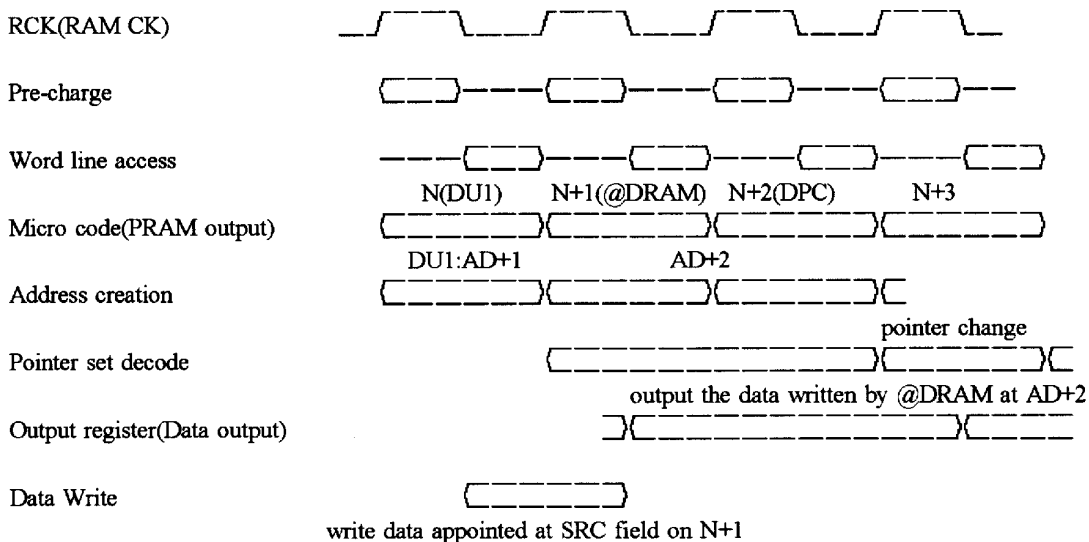 RCK(RAM CK)
Pre-charge
Word line access
N(DU1) N+1(@DRAM) N+2(DPC) N+3
Micro code(PRAM output)
DU1:AD+1 AD+2
Address creation
pointer change
Pointer set decode
output the data written by @DRAM at AD+2
Output register(Data output)
Data Write
write data appointed at SRC field on N+1